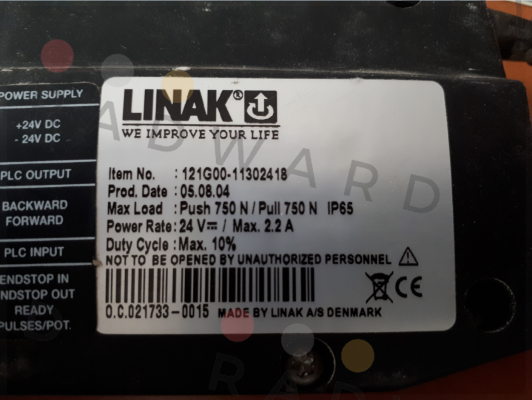 POWER SUPPLY
+24V DC
- 24V DC
PLC OUTPUT
BACKWARD
FORWARD
PLC INPUT
ENDSTOP IN
ENDSTOP OUT
READY
PULSES/POT.
LINAK®
WE IMPROVE YOUR LIFE
Item No. : 121G00-11302418
Prod. Date : 05.08.04
Max Load : Push 750 N / Pull 750 N IP65
Power Rate : 24 V⎓ / Max. 2.2 A
Duty Cycle : Max. 10%
NOT TO BE OPENED BY UNAUTHORIZED PERSONNEL
CE
O.C.021733-0015 MADE BY LINAK A/S DENMARK
RADWARD